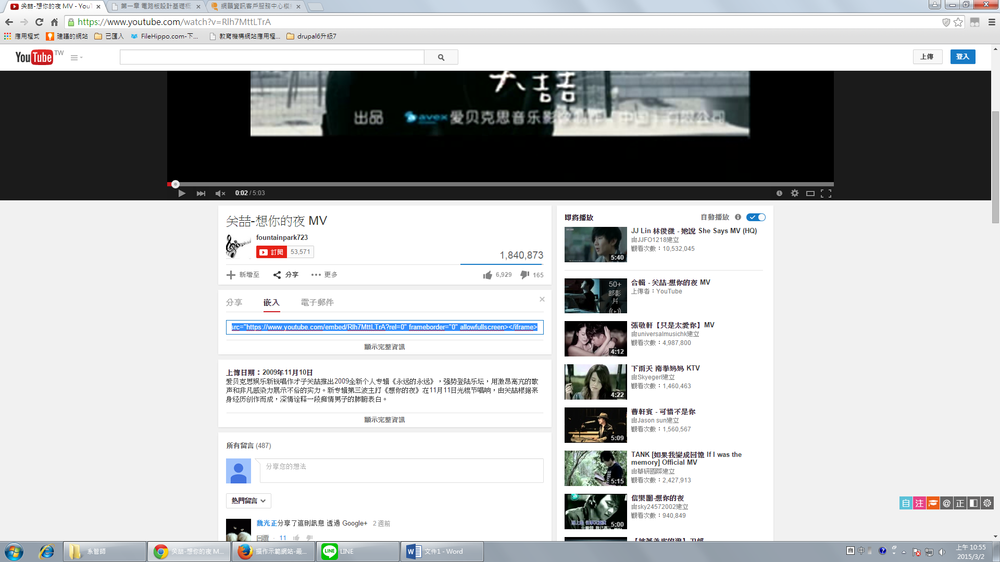 关喆-想你的夜 MV - YouT
第一章 電路板設計基礎概
網韻資訊客戶服務中心模
https://www.youtube.com/watch?v=Rlh7MttLTrA
應用程式
建議的網站
已匯入
FileHippo.com-下...
教育機構網站應用程...
drupal6升級7
YouTube TW
上傳
登入
关喆
出品 avex 爱贝克思音乐影像制作（中国）有限公司
0:02 / 5:03
关喆-想你的夜 MV
fountainpark723
訂閱 53,571
1,840,873
新增至 分享 更多
6,929 165
分享 嵌入 電子郵件
src="https://www.youtube.com/embed/Rlh7MttLTrA?rel=0" frameborder="0" allowfullscreen></iframe>
顯示完整資訊
上傳日期：2009年11月10日
爱贝克思娱乐新锐唱作才子关喆推出2009全新个人专辑《永远的永远》，强势登陆乐坛，用激昂高亢的歌
声和非凡感染力展示不俗的实力。新专辑第三波主打《想你的夜》在11月11日光棍节唱响，由关喆根据亲
身经历创作而成，深情诠释一段痴情男子的肺腑表白。
顯示完整資訊
所有留言 (487)
分享您的想法
熱門留言
魏光正分享了這則訊息 透過 Google+ 2 週前
回覆 · 11
即將播放
自動播放
JJ Lin 林俊傑 - 她說 She Says MV (HQ)
由JJFO1218建立
觀看次數：10,532,045
5:40
合輯 - 关喆-想你的夜 MV
上傳者：YouTube
50+
部影
片
張敬軒【只是太愛你】MV
由universalmusichk建立
觀看次數：4,987,800
4:12
下雨天 南拳媽媽 KTV
由Skyegerl建立
觀看次數：1,460,463
4:22
曹軒賓 - 可惜不是你
由Jason sun建立
觀看次數：1,560,567
5:09
TANK [如果我變成回憶 If I was the
memory] Official MV
由華研國際建立
觀看次數：2,427,913
5:15
信樂團-想你的夜
由sky24572002建立
觀看次數：940,849
5:00
自 注 @ 正
系管師
关喆-想你的夜 M...
操作示範網站-最...
LINE
文件1 - Word
自 中
上午 10:55
2015/3/2